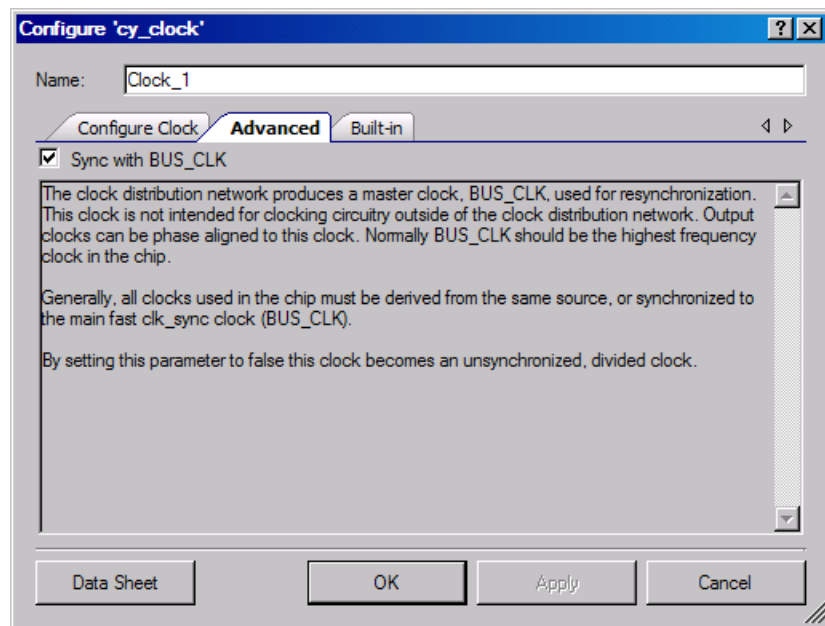 Configure 'cy_clock'
Name: Clock_1
Configure Clock Advanced Built-in
Sync with BUS_CLK
The clock distribution network produces a master clock, BUS_CLK, used for resynchronization.
This clock is not intended for clocking circuitry outside of the clock distribution network. Output
clocks can be phase aligned to this clock. Normally BUS_CLK should be the highest frequency
clock in the chip.
Generally, all clocks used in the chip must be derived from the same source, or synchronized to
the main fast clk_sync clock (BUS_CLK).
By setting this parameter to false this clock becomes an unsynchronized, divided clock.
Data Sheet OK Apply Cancel